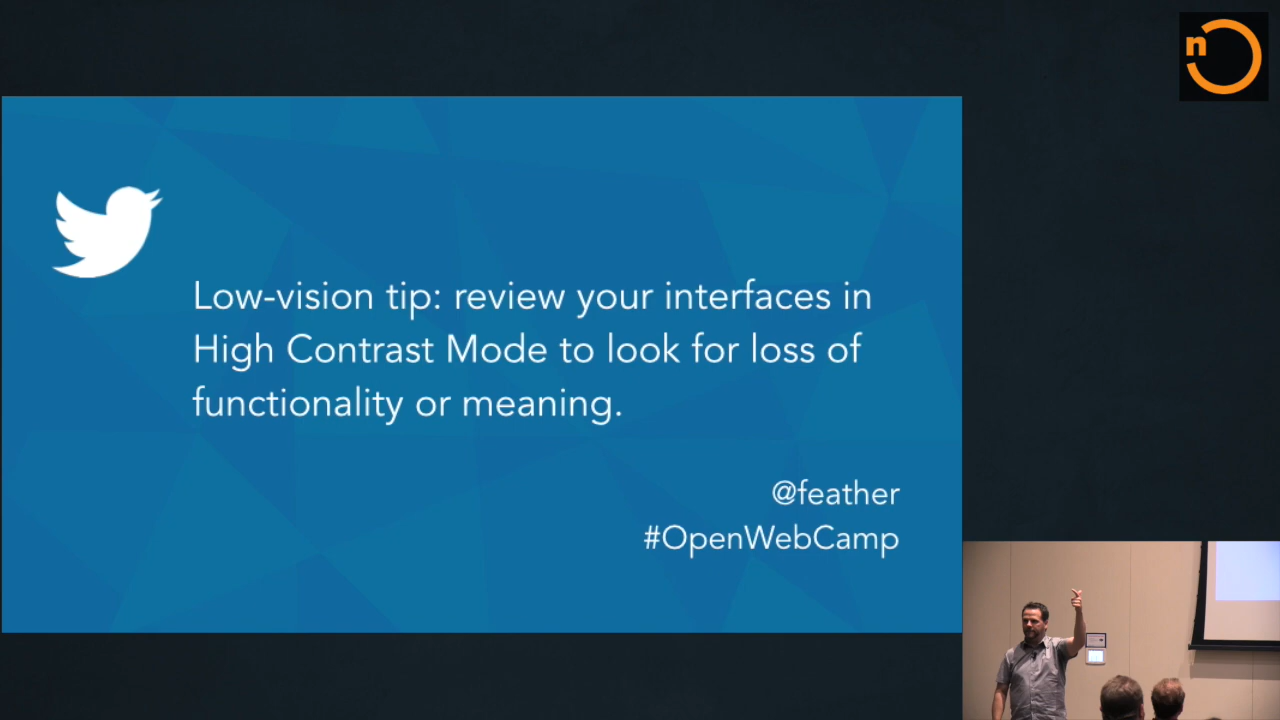 n
Low-vision tip: review your interfaces in
High Contrast Mode to look for loss of
functionality or meaning.
@feather
#OpenWebCamp